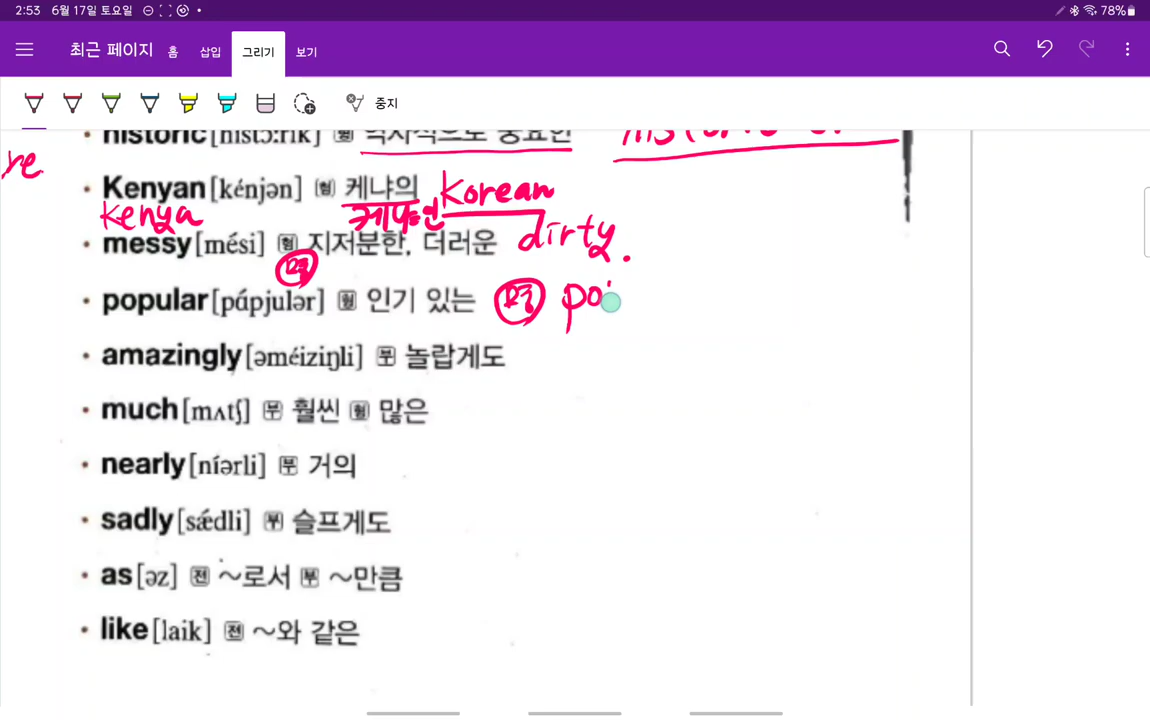 2:53 6월 17일 토요일 78%
최근 페이지 홈 삽입 그리기 보기
중지
historic[histɔ́ːrik] 형 역사적으로 중요한
re
• Kenyan[kénjən] 형 케냐의 Korean
Kenya 케냐인
• messy[mési] 형 지저분한, 더러운 dirty.
• popular[pάpjulər] 형 인기 있는
• amazingly[əméiziŋli] 부 놀랍게도
• much[mʌtʃ] 부 훨씬 형 많은
• nearly[níərli] 부 거의
• sadly[sǽdli] 부 슬프게도
• as[əz] 전 ~로서 부 ~만큼
• like[laik] 전 ~와 같은